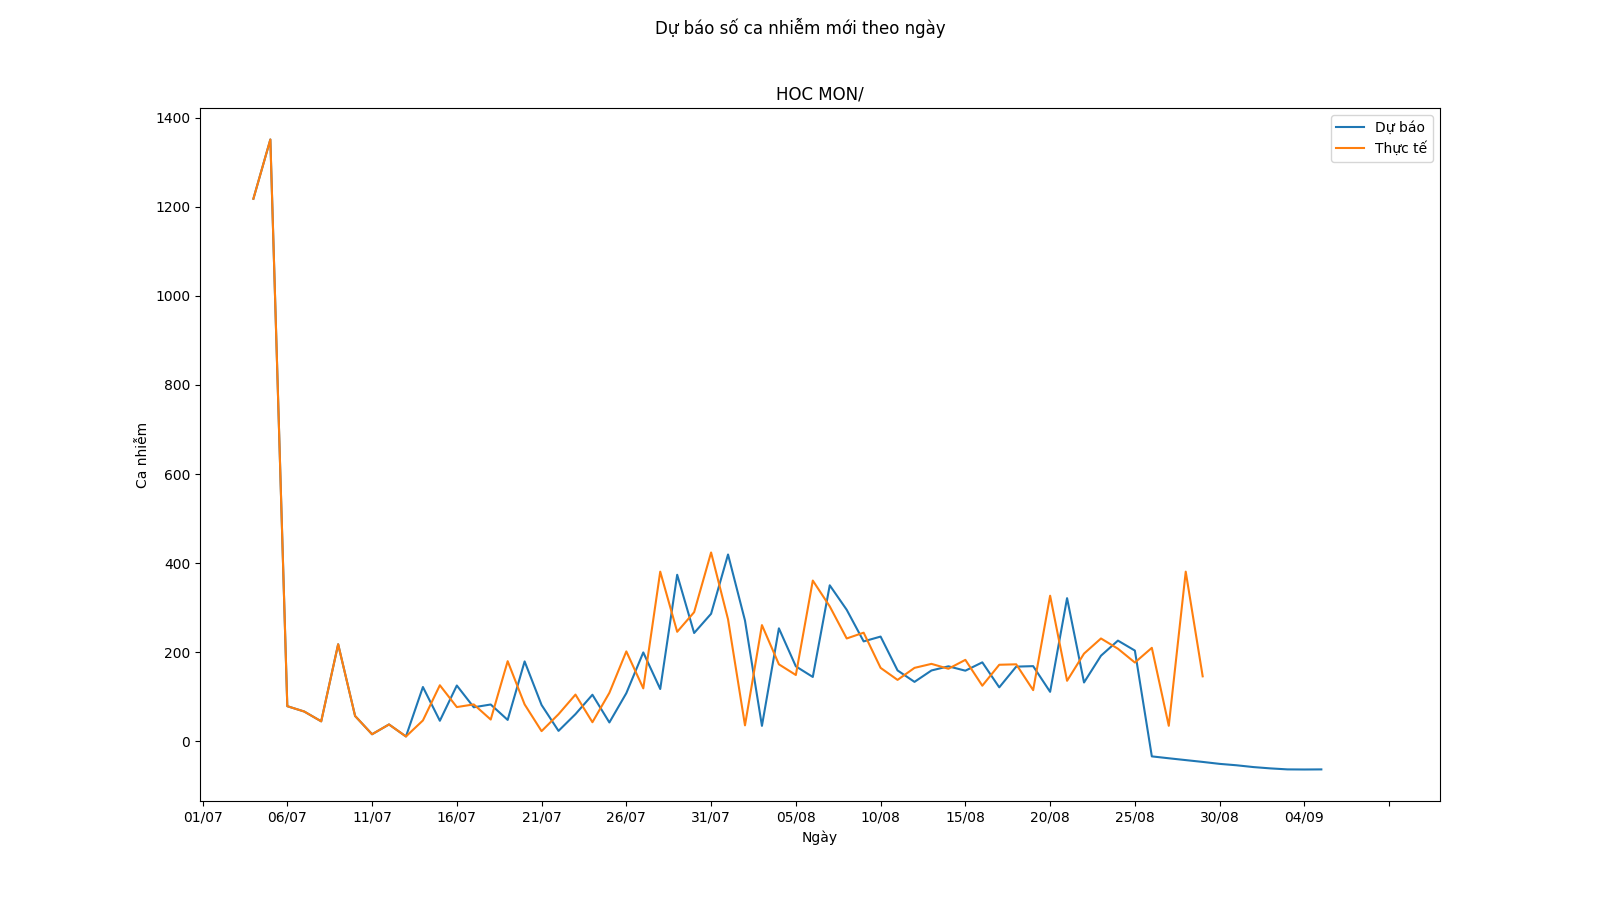 Dự báo số ca nhiễm mới theo ngày
HOC MON/
Dự báo
Thực tế
1400
1200
1000
800
600
400
200
0
Ca nhiễm
01/07 06/07 11/07 16/07 21/07 26/07 31/07 05/08 10/08 15/08 20/08 25/08 30/08 04/09
Ngày